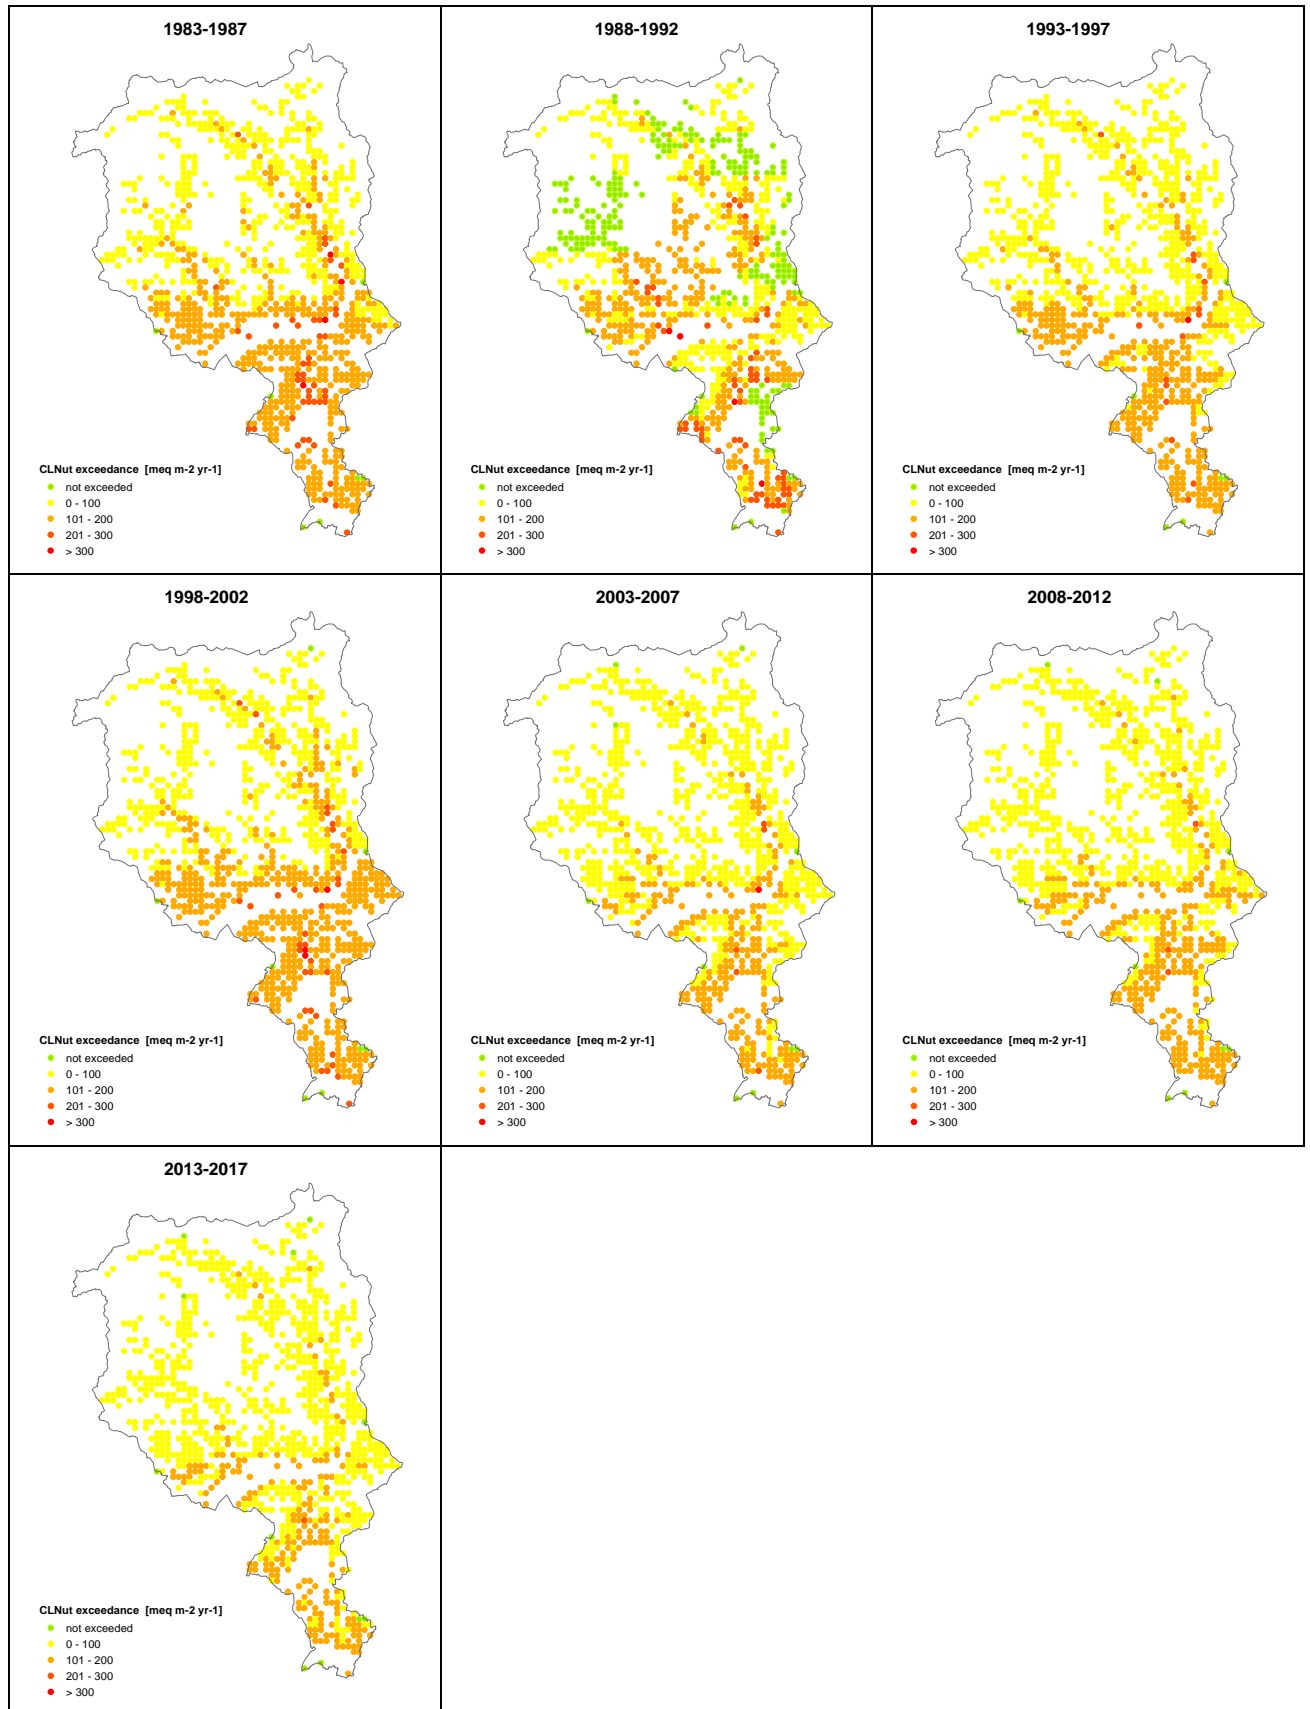 1983-1987
CLNut exceedance [meq m-2 yr-1]
not exceeded
0 - 100
101 - 200
201 - 300
> 300
1988-1992
CLNut exceedance [meq m-2 yr-1]
not exceeded
0 - 100
101 - 200
201 - 300
> 300
1993-1997
CLNut exceedance [meq m-2 yr-1]
not exceeded
0 - 100
101 - 200
201 - 300
> 300
1998-2002
CLNut exceedance [meq m-2 yr-1]
not exceeded
0 - 100
101 - 200
201 - 300
> 300
2003-2007
CLNut exceedance [meq m-2 yr-1]
not exceeded
0 - 100
101 - 200
201 - 300
> 300
2008-2012
CLNut exceedance [meq m-2 yr-1]
not exceeded
0 - 100
101 - 200
201 - 300
> 300
2013-2017
CLNut exceedance [meq m-2 yr-1]
not exceeded
0 - 100
101 - 200
201 - 300
> 300